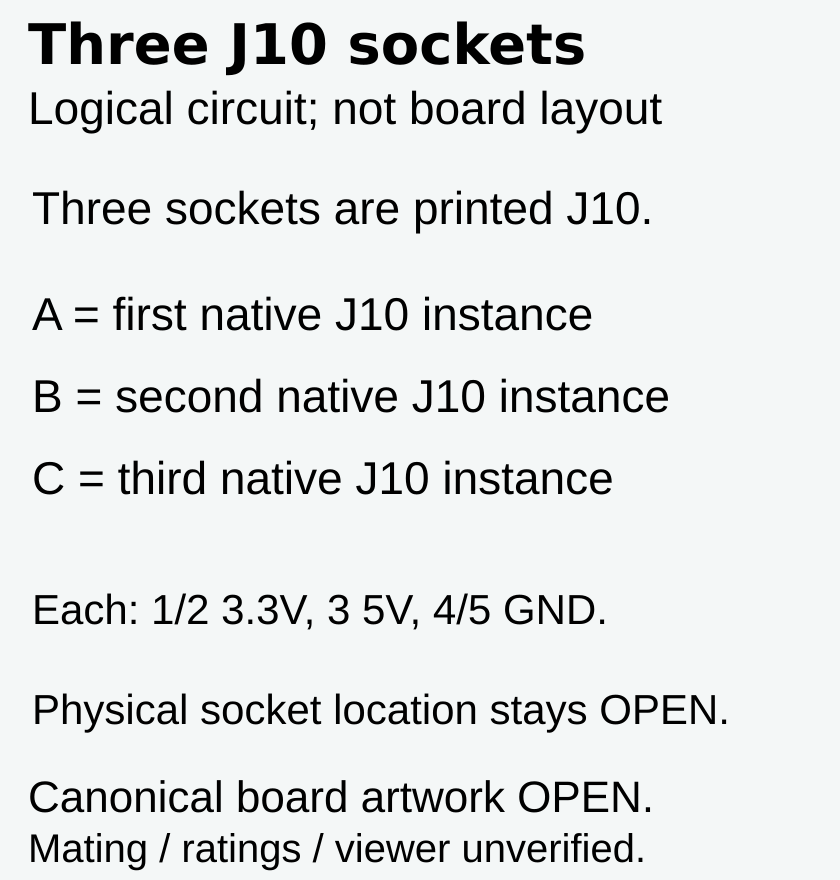 Three J10 sockets
Logical circuit; not board layout
Three sockets are printed J10.
A = first native J10 instance
B = second native J10 instance
C = third native J10 instance
Each: 1/2 3.3V, 3 5V, 4/5 GND.
Physical socket location stays OPEN.
Canonical board artwork OPEN.
Mating / ratings / viewer unverified.